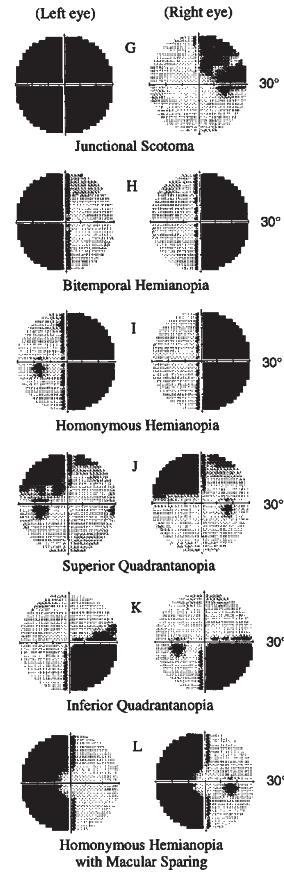 (Left eye) (Right eye)
G
30°
Junctional Scotoma
H
30°
Bitemporal Hemianopia
I
30°
Homonymous Hemianopia
J
30°
Superior Quadrantanopia
K
30°
Inferior Quadrantanopia
L
30°
Homonymous Hemianopia
with Macular Sparing